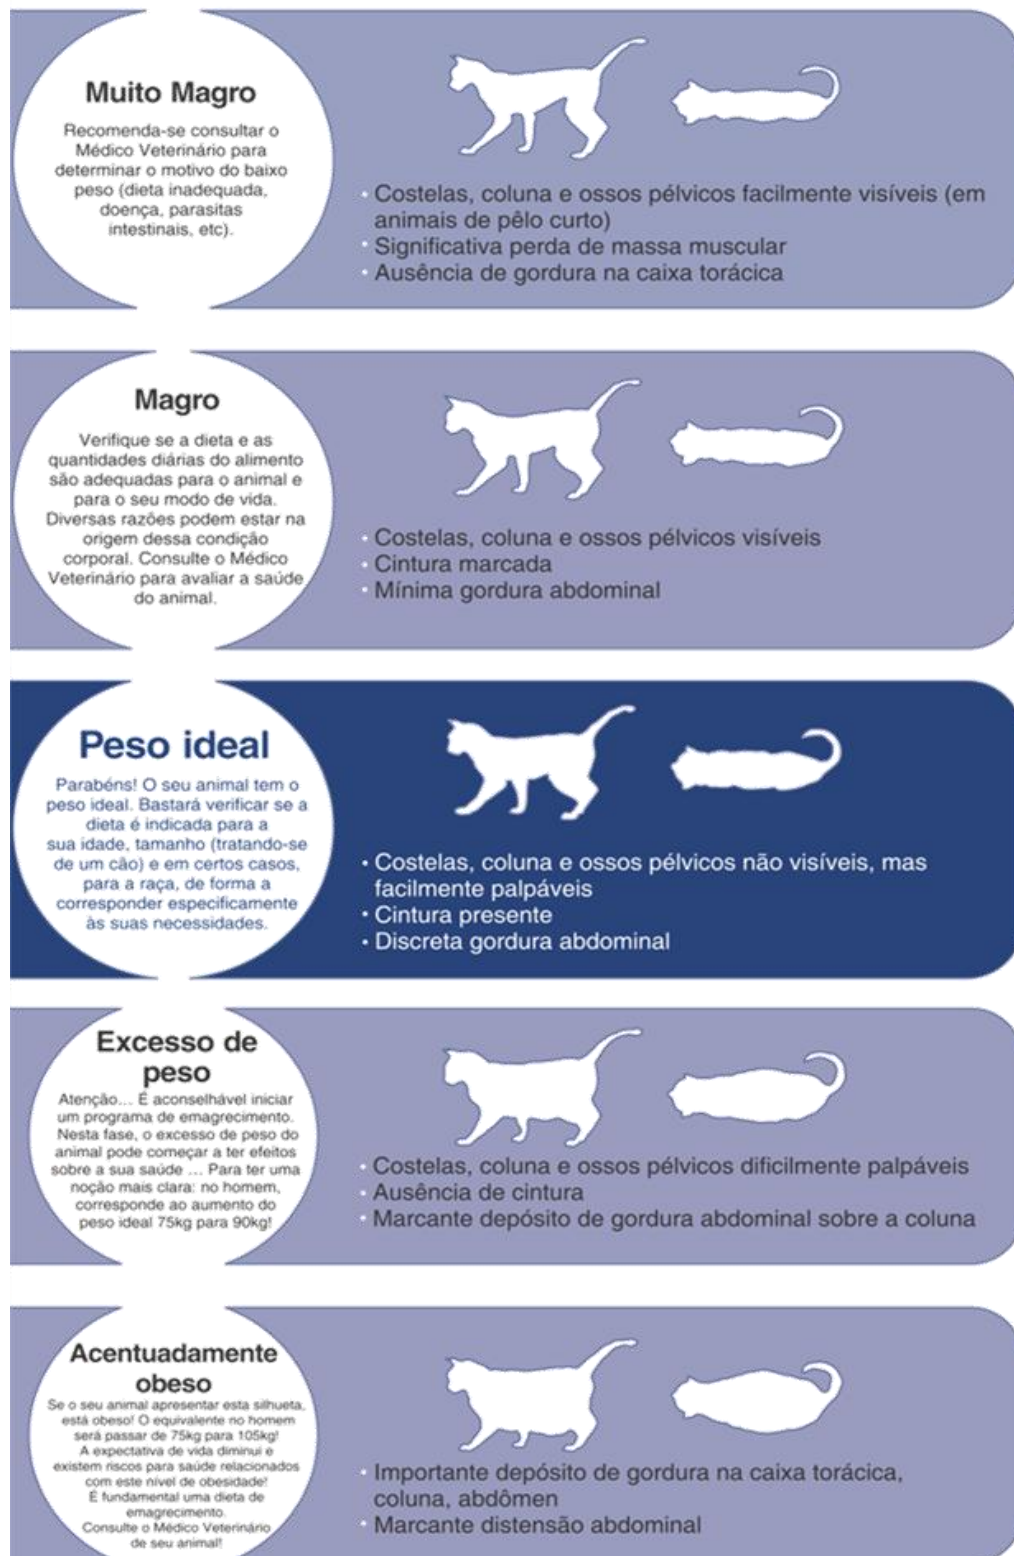 Muito Magro
Recomenda-se consultar o
Médico Veterinário para
determinar o motivo do baixo
peso (dieta inadequada,
doença, parasitas
intestinais, etc).
• Costelas, coluna e ossos pélvicos facilmente visíveis (em
animais de pêlo curto)
• Significativa perda de massa muscular
• Ausência de gordura na caixa torácica
Magro
Verifique se a dieta e as
quantidades diárias do alimento
são adequadas para o animal e
para o seu modo de vida.
Diversas razões podem estar na
origem dessa condição
corporal. Consulte o Médico
Veterinário para avaliar a saúde
do animal.
• Costelas, coluna e ossos pélvicos visíveis
• Cintura marcada
• Mínima gordura abdominal
Peso ideal
Parabéns! O seu animal tem o
peso ideal. Bastará verificar se a
dieta é indicada para a
sua idade, tamanho (tratando-se
de um cão) e em certos casos,
para a raça, de forma a
corresponder especificamente
às suas necessidades.
• Costelas, coluna e ossos pélvicos não visíveis, mas
facilmente palpáveis
• Cintura presente
• Discreta gordura abdominal
Excesso de
peso
Atenção... É aconselhável iniciar
um programa de emagrecimento.
Nesta fase, o excesso de peso do
animal pode começar a ter efeitos
sobre a sua saúde ... Para ter uma
noção mais clara: no homem,
corresponde ao aumento do
peso ideal 75kg para 90kg!
• Costelas, coluna e ossos pélvicos dificilmente palpáveis
• Ausência de cintura
• Marcante depósito de gordura abdominal sobre a coluna
Acentuadamente
obeso
Se o seu animal apresentar esta silhueta,
está obeso! O equivalente no homem
será passar de 75kg para 105kg!
A expectativa de vida diminui e
existem riscos para saúde relacionados
com este nível de obesidade!
É fundamental uma dieta de
emagrecimento.
Consulte o Médico Veterinário
de seu animal!
• Importante depósito de gordura na caixa torácica,
coluna, abdômen
• Marcante distensão abdominal